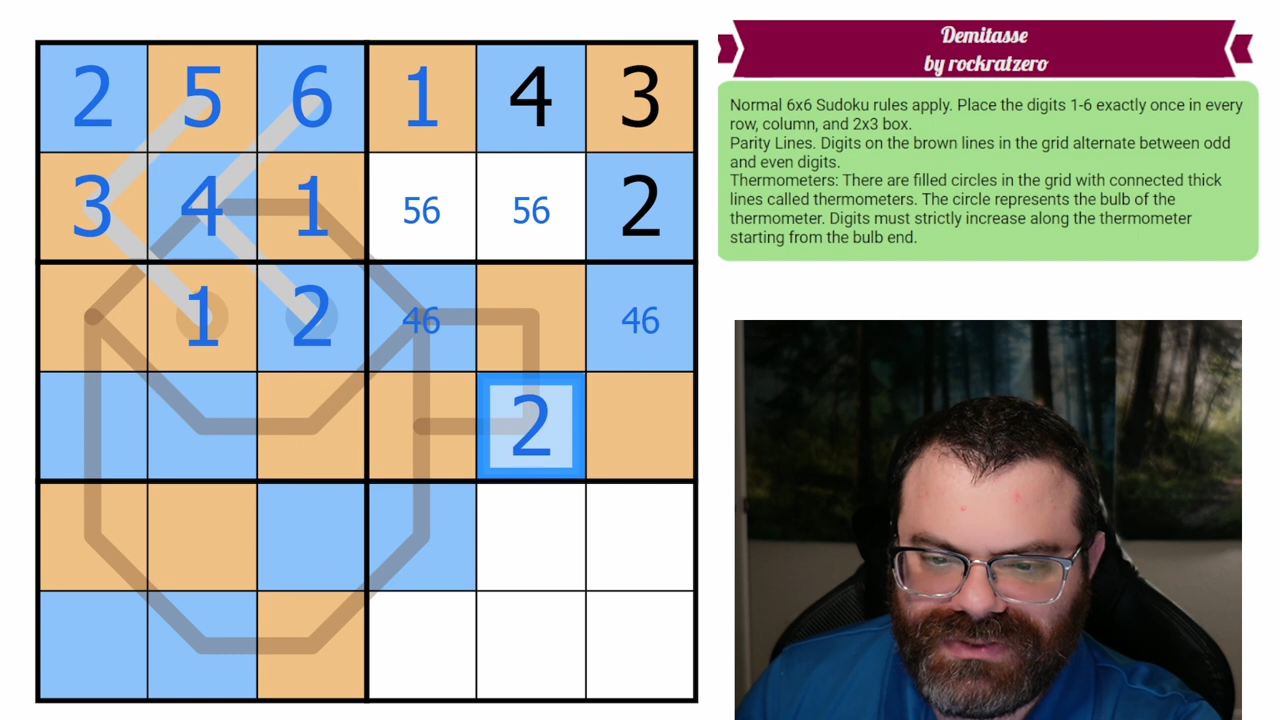 Demitasse
by rockratzero
Normal 6x6 Sudoku rules apply. Place the digits 1-6 exactly once in every
row, column, and 2x3 box.
Parity Lines. Digits on the brown lines in the grid alternate between odd
and even digits.
Thermometers: There are filled circles in the grid with connected thick
lines called thermometers. The circle represents the bulb of the
thermometer. Digits must strictly increase along the thermometer
starting from the bulb end.
2 5 6 1 4 3
3 4 1 56 56 2
1 2 46 46
2